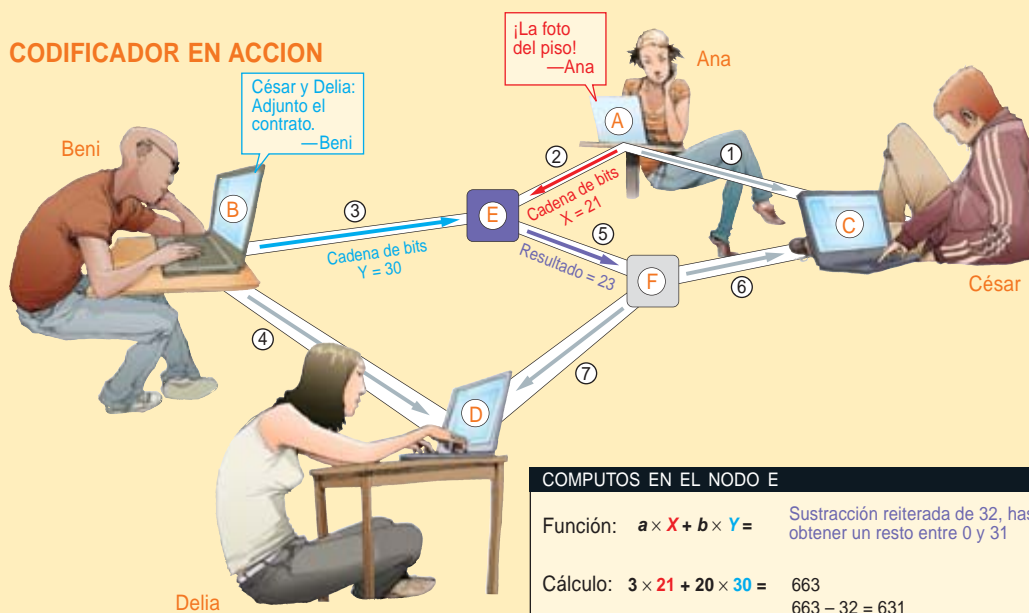 CODIFICADOR EN ACCION
¡La foto
del piso!
—Ana
Ana
César y Delia:
Adjunto el
contrato.
—Beni
Beni
A
1
2
Cadena de bits
X = 21
B
3
Cadena de bits
Y = 30
E
C
5
Resultado = 23
F
6
César
4
7
D
Delia
COMPUTOS EN EL NODO E
Función: a × X + b × Y = Sustracción reiterada de 32,
obtener un resto entre 0 y 31
Cálculo: 3 × 21 + 20 × 30 = 663
663 – 32 = 631